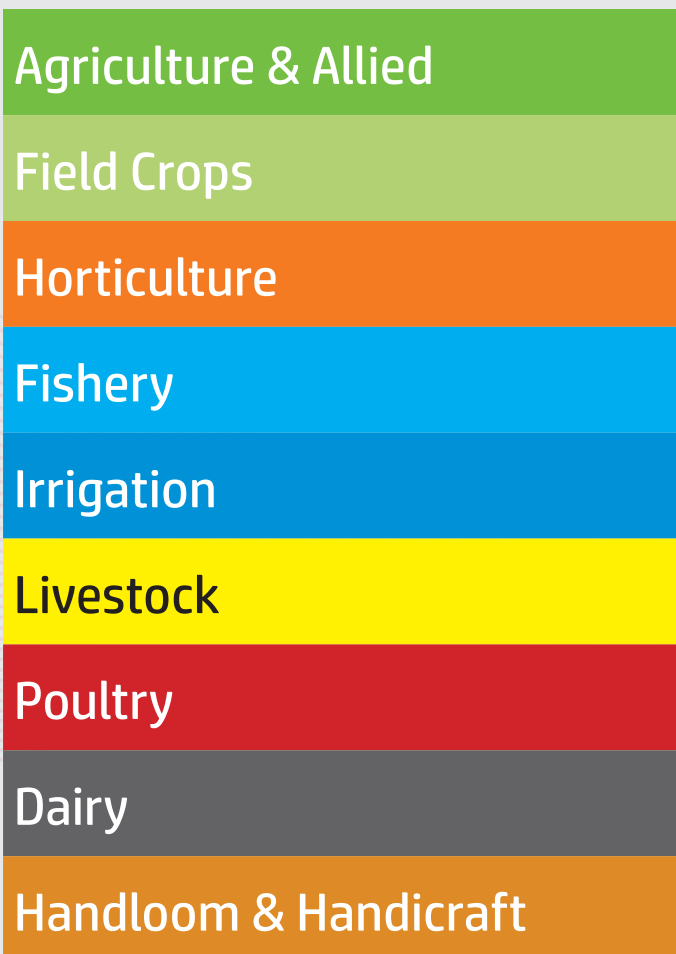 Agriculture & Allied
Field Crops
Horticulture
Fishery
Irrigation
Livestock
Poultry
Dairy
Handloom & Handicraft